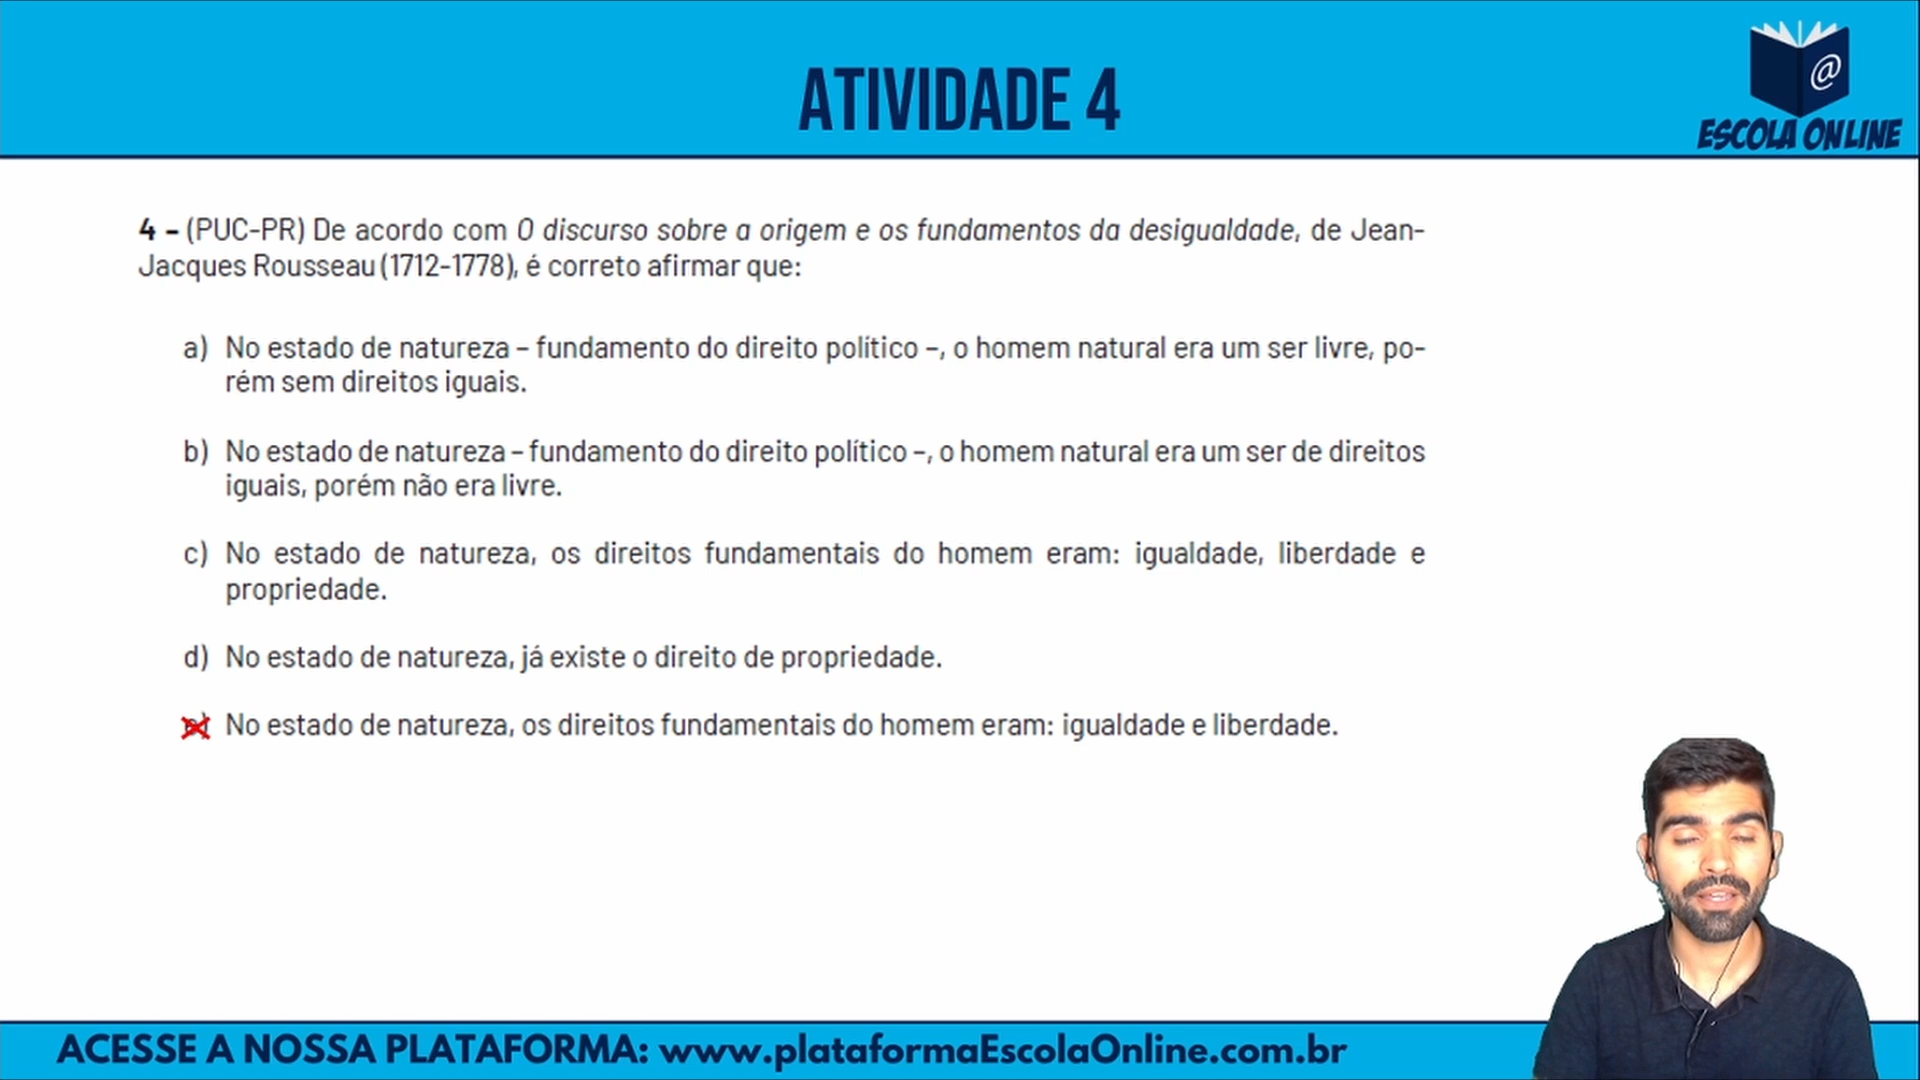 ATIVIDADE 4
@
ESCOLA ONLINE
4 – (PUC-PR) De acordo com O discurso sobre a origem e os fundamentos da desigualdade, de Jean-
Jacques Rousseau (1712-1778), é correto afirmar que:
a) No estado de natureza – fundamento do direito político –, o homem natural era um ser livre, po-
rém sem direitos iguais.
b) No estado de natureza – fundamento do direito político –, o homem natural era um ser de direitos
iguais, porém não era livre.
c) No estado de natureza, os direitos fundamentais do homem eram: igualdade, liberdade e
propriedade.
d) No estado de natureza, já existe o direito de propriedade.
e) No estado de natureza, os direitos fundamentais do homem eram: igualdade e liberdade.
ACESSE A NOSSA PLATAFORMA: www.plataformaEscolaOnline.com.br